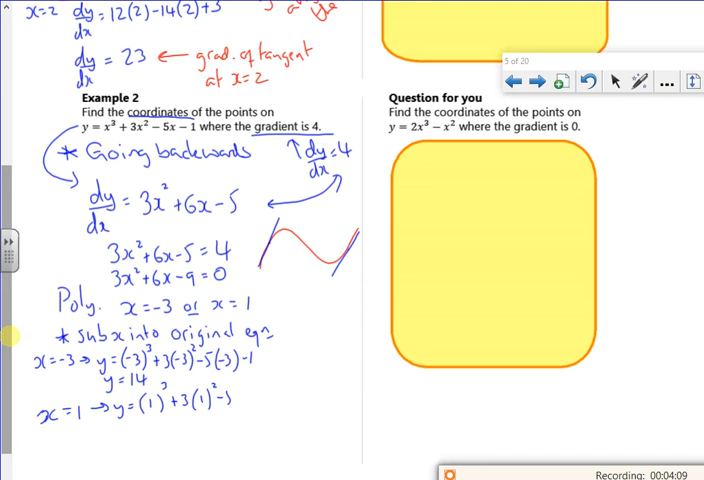 x=2 dy/dx = 12(2)-14(2)+3
at
dy/dx = 23 ← grad. of tangent
at x=2
Example 2
Find the coordinates of the points on
y = x³ + 3x² − 5x − 1 where the gradient is 4.
* Going backwards ↑ dy/dx = 4
dy/dx = 3x² + 6x - 5
3x² + 6x - 5 = 4
3x² + 6x - 9 = 0
Poly. x = -3 or x = 1
* sub x into original eqn
x = -3 → y = (-3)³ + 3(-3)² - 5(-3) - 1
y = 14
x = 1 → y = (1)³ + 3(1)² - 5
5 of 20
...
Question for you
Find the coordinates of the points on
y = 2x³ − x² where the gradient is 0.
Recording: 00:04:09